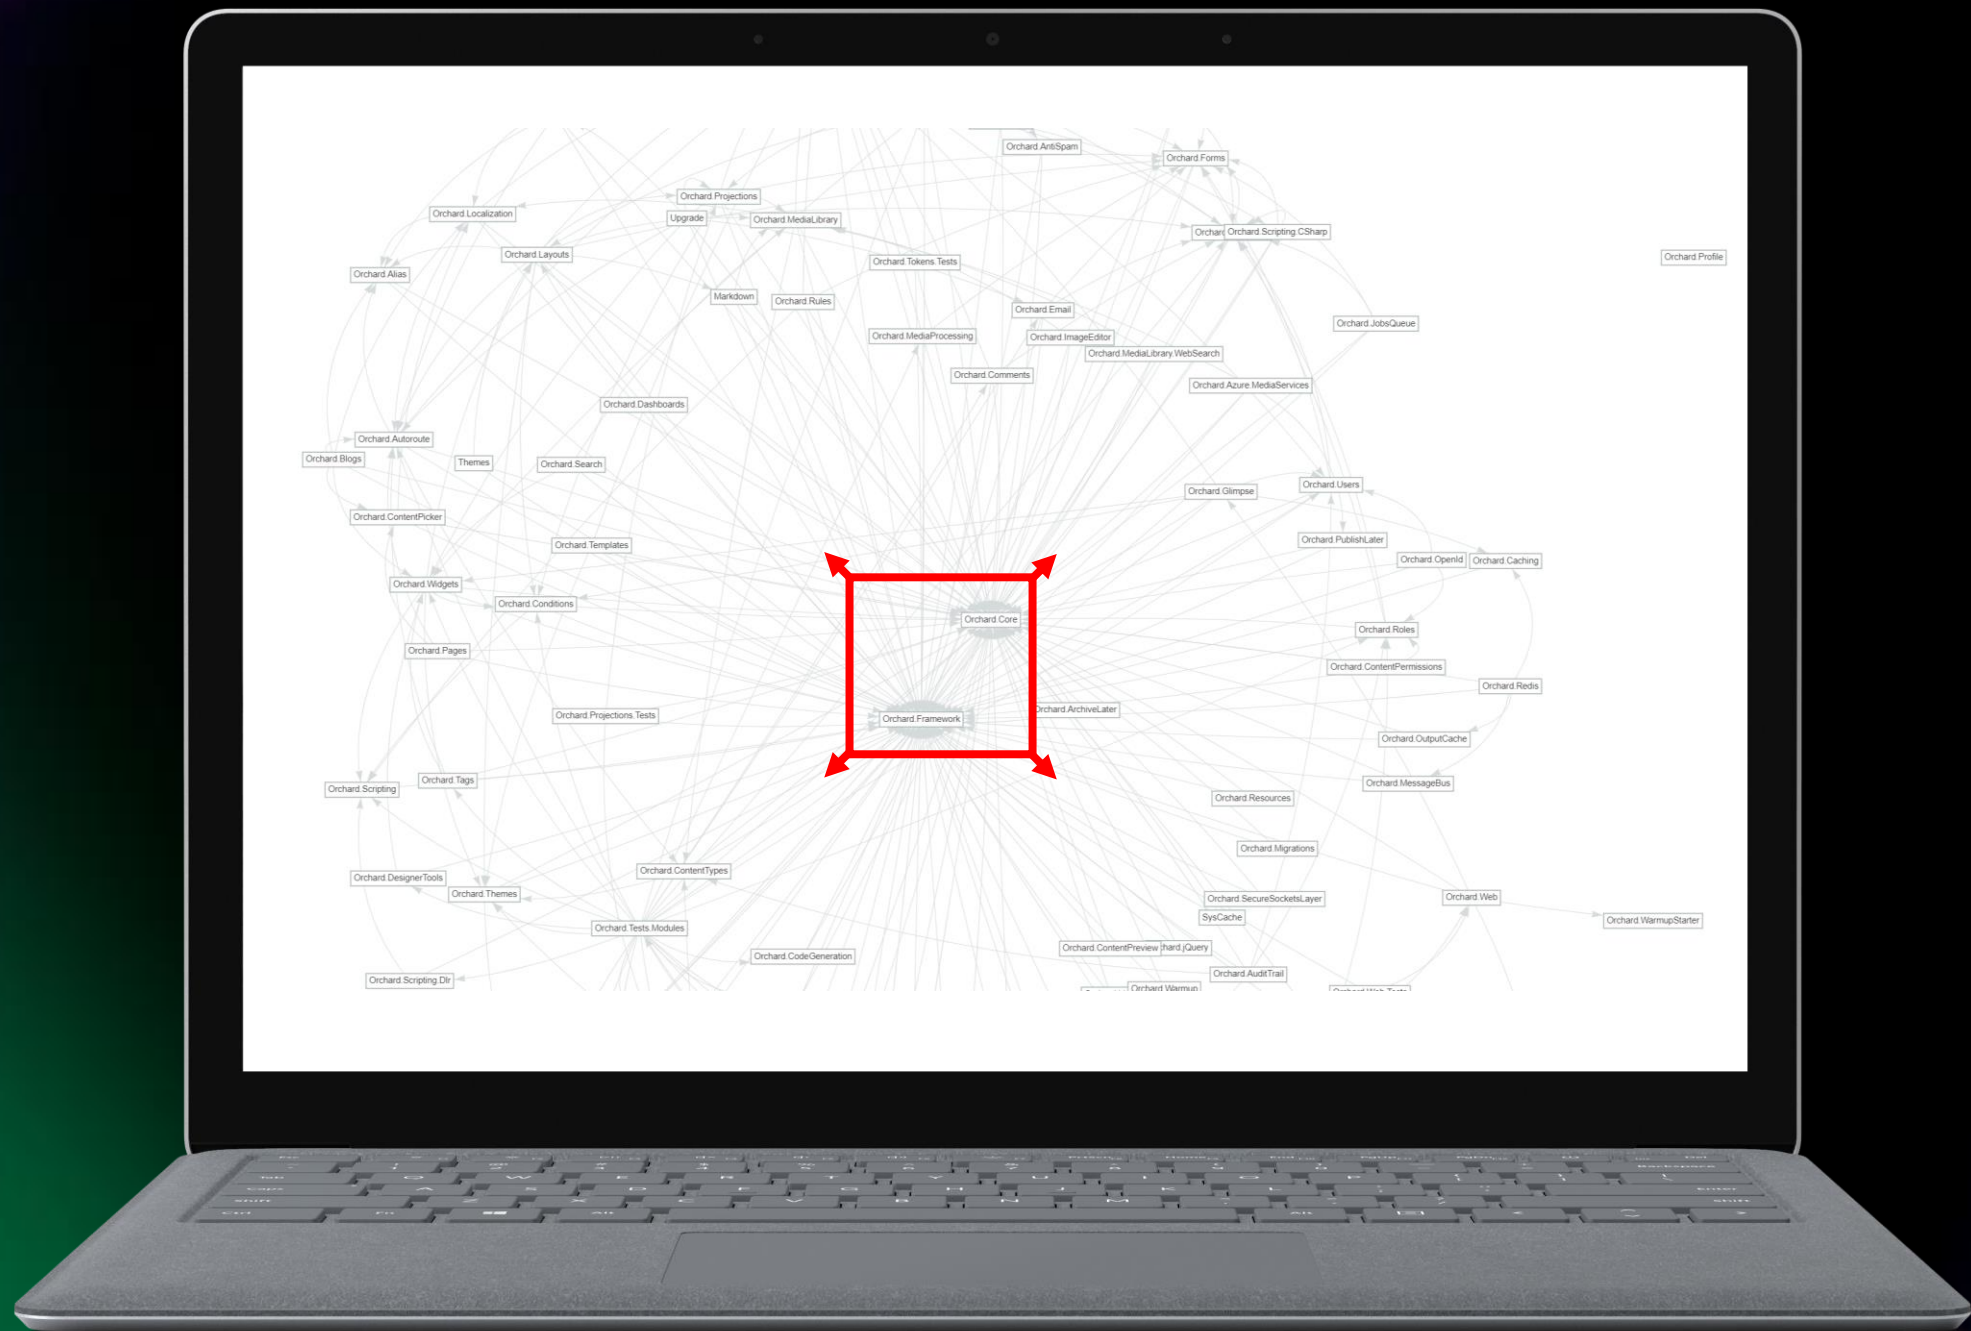 Orchard.AntiSpam
Orchard.Forms
Orchard.Projections
Orchard.Localization
Upgrade
Orchard.MediaLibrary
Orchard.Scripting.CSharp
Orchard.Layouts
Orchard.Profile
Orchard.Tokens.Tests
Orchard.Alias
Markdown
Orchard.Rules
Orchard.Email
Orchard.JobsQueue
Orchard.MediaProcessing
Orchard.ImageEditor
Orchard.MediaLibrary.WebSearch
Orchard.Comments
Orchard.Azure.MediaServices
Orchard.Dashboards
Orchard.Autoroute
Orchard.Blogs
Themes
Orchard.Search
Orchard.Users
Orchard.Glimpse
Orchard.ContentPicker
Orchard.PublishLater
Orchard.Templates
Orchard.OpenId
Orchard.Caching
Orchard.Widgets
Orchard.Conditions
Orchard.Core
Orchard.Roles
Orchard.Pages
Orchard.ContentPermissions
Orchard.Redis
Orchard.ArchiveLater
Orchard.Projections.Tests
Orchard.Framework
Orchard.OutputCache
Orchard.Tags
Orchard.MessageBus
Orchard.Scripting
Orchard.Resources
Orchard.Migrations
Orchard.ContentTypes
Orchard.DesignerTools
Orchard.Themes
Orchard.Web
Orchard.SecureSocketsLayer
SysCache
Orchard.WarmupStarter
Orchard.Tests.Modules
Orchard.ContentPreview
hard.jQuery
Orchard.CodeGeneration
Orchard.AuditTrail
Orchard.Scripting.Dlr
Orchard.Warmup
Orchard.Web.Tests